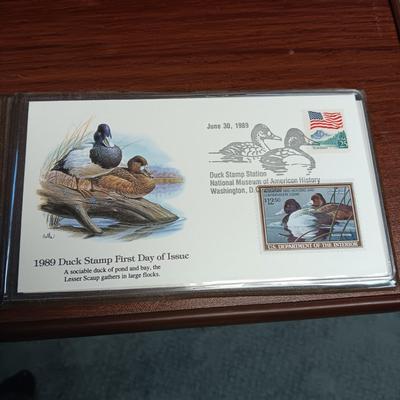 June 30, 1989
25
Duck Stamp Station
National Museum of American History
Washington, D
$12.50
U.S. DEPARTMENT OF THE INTERIOR
1989 Duck Stamp First Day of Issue
A sociable duck of pond and bay, the
Lesser Scaup gathers in large flocks.